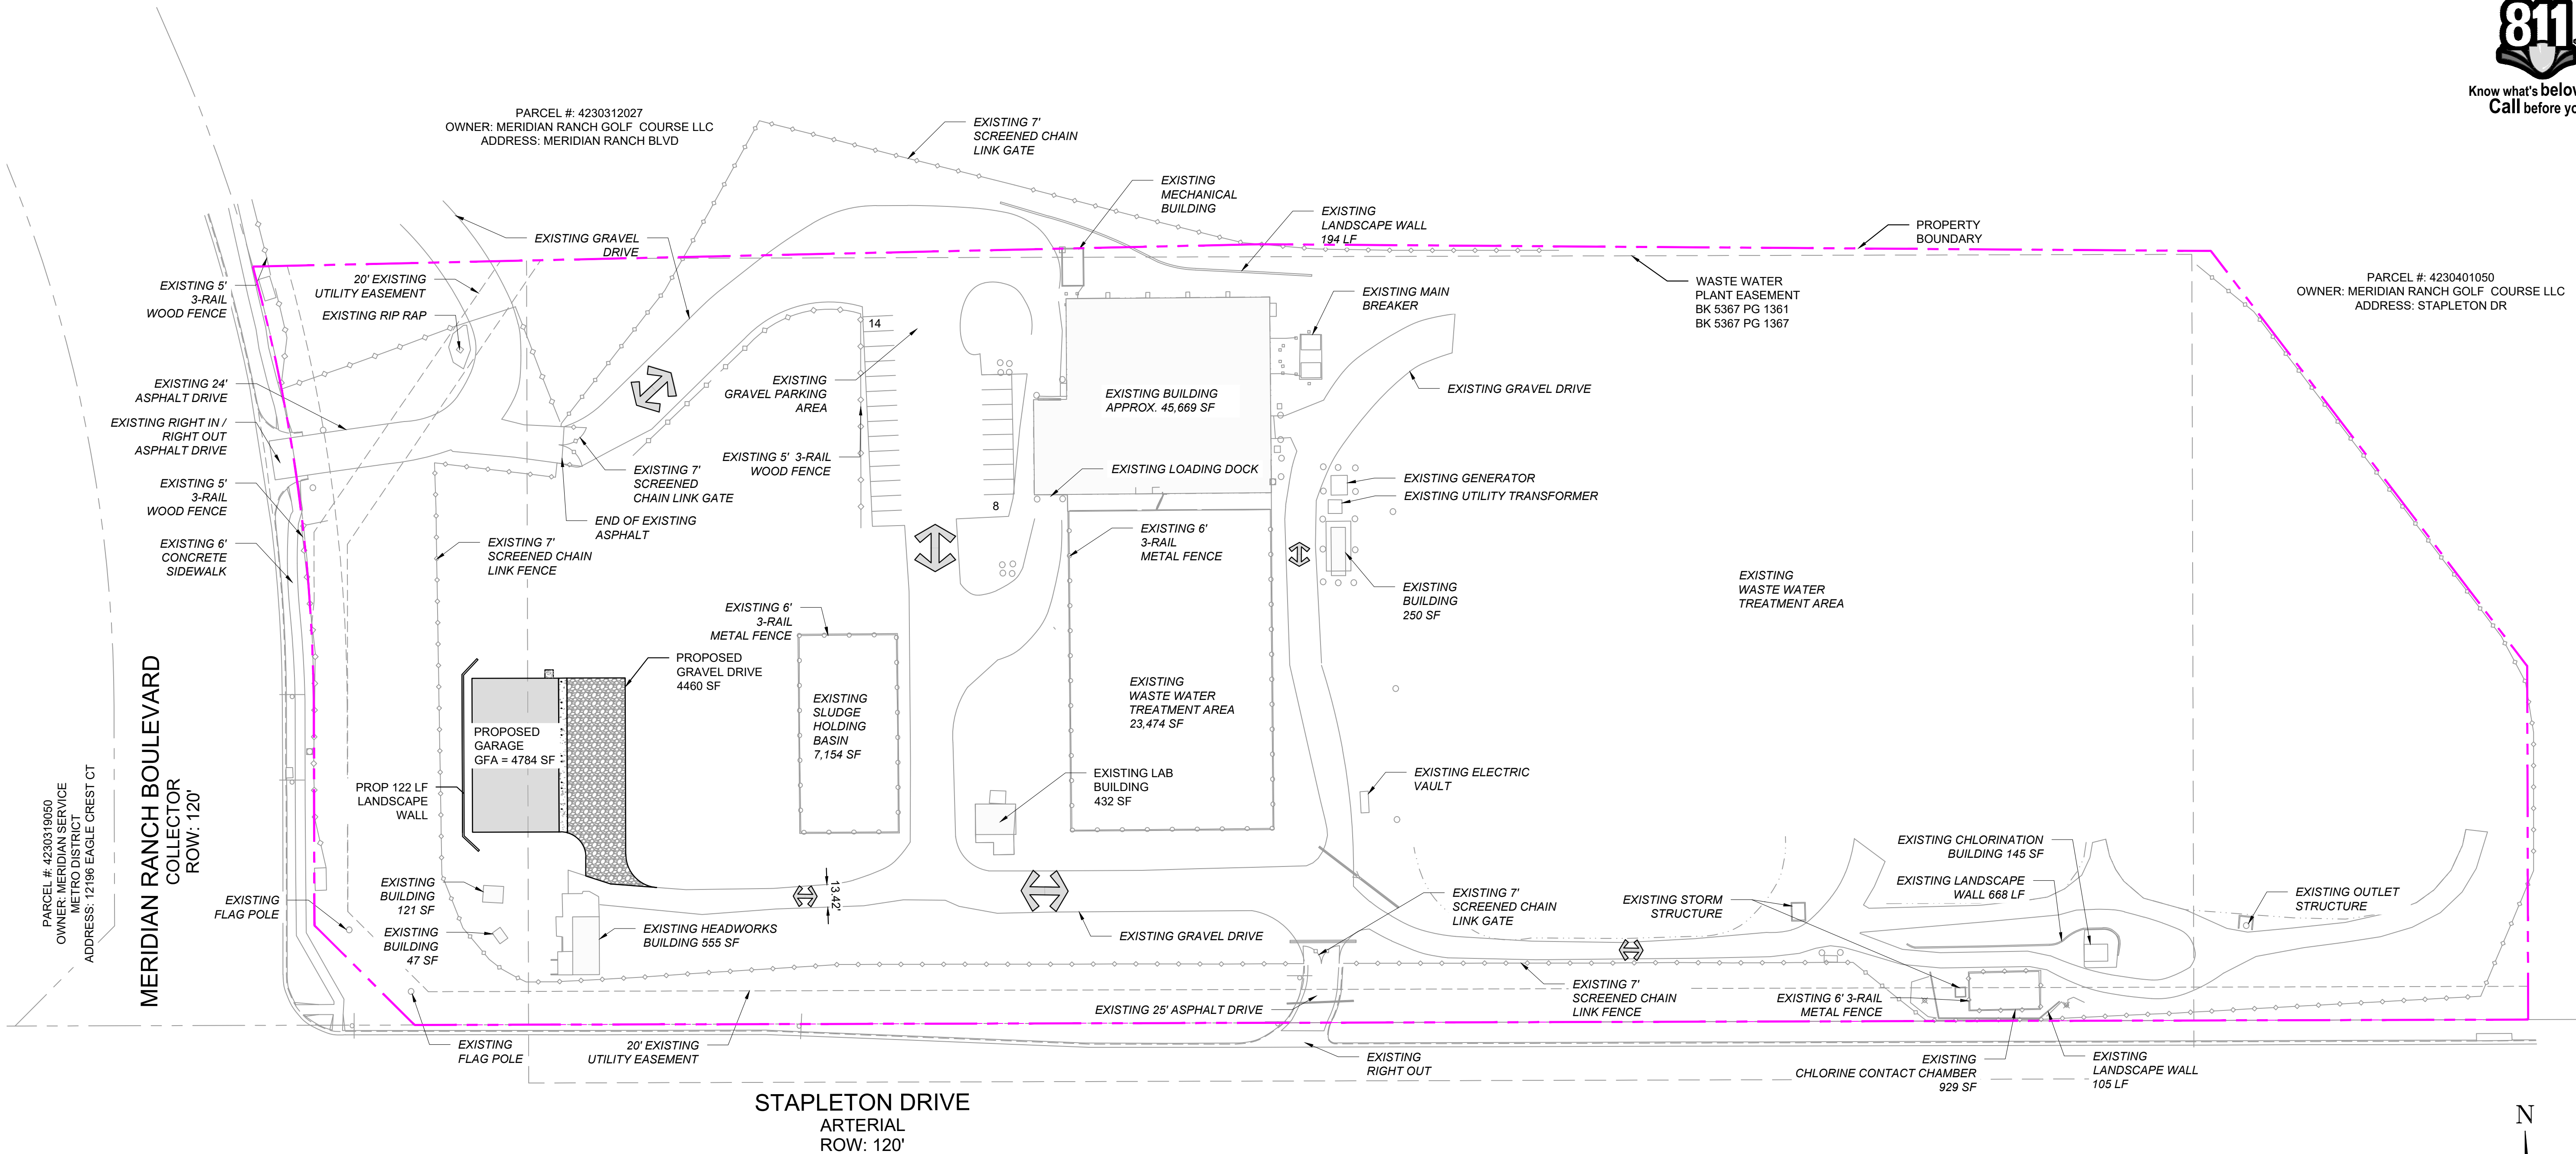 811
Know what's below
Call before yo
PARCEL #: 4230312027
OWNER: MERIDIAN RANCH GOLF COURSE LLC
ADDRESS: MERIDIAN RANCH BLVD
EXISTING 7'
SCREENED CHAIN
LINK GATE
EXISTING
MECHANICAL
BUILDING
EXISTING
LANDSCAPE WALL
194 LF
PROPERTY
BOUNDARY
EXISTING GRAVEL
DRIVE
EXISTING 5'
3-RAIL
WOOD FENCE
20' EXISTING
UTILITY EASEMENT
EXISTING RIP RAP
WASTE WATER
PLANT EASEMENT
BK 5367 PG 1361
BK 5367 PG 1367
PARCEL #: 4230401050
OWNER: MERIDIAN RANCH GOLF COURSE LLC
ADDRESS: STAPLETON DR
EXISTING MAIN
BREAKER
14
EXISTING 24'
ASPHALT DRIVE
EXISTING
GRAVEL PARKING
AREA
EXISTING BUILDING
APPROX. 45,669 SF
EXISTING GRAVEL DRIVE
EXISTING RIGHT IN /
RIGHT OUT
ASPHALT DRIVE
EXISTING 5' 3-RAIL
WOOD FENCE
EXISTING 7'
SCREENED
CHAIN LINK GATE
EXISTING LOADING DOCK
EXISTING GENERATOR
EXISTING UTILITY TRANSFORMER
EXISTING 5'
3-RAIL
WOOD FENCE
8
END OF EXISTING
ASPHALT
EXISTING 6'
3-RAIL
METAL FENCE
EXISTING 6'
CONCRETE
SIDEWALK
EXISTING 7'
SCREENED CHAIN
LINK FENCE
EXISTING
BUILDING
250 SF
EXISTING
WASTE WATER
TREATMENT AREA
EXISTING 6'
3-RAIL
METAL FENCE
PROPOSED
GRAVEL DRIVE
4460 SF
EXISTING
SLUDGE
HOLDING
BASIN
7,154 SF
EXISTING
WASTE WATER
TREATMENT AREA
23,474 SF
PROPOSED
GARAGE
GFA = 4784 SF
PROP 122 LF
LANDSCAPE
WALL
EXISTING LAB
BUILDING
432 SF
EXISTING ELECTRIC
VAULT
PARCEL #: 4230319050
OWNER: MERIDIAN SERVICE
METRO DISTRICT
ADDRESS: 12196 EAGLE CREST CT
MERIDIAN RANCH BOULEVARD
COLLECTOR
ROW: 120'
EXISTING CHLORINATION
BUILDING 145 SF
EXISTING LANDSCAPE
WALL 668 LF
EXISTING OUTLET
STRUCTURE
EXISTING
BUILDING
121 SF
13.42'
EXISTING
FLAG POLE
EXISTING
BUILDING
47 SF
EXISTING HEADWORKS
BUILDING 555 SF
EXISTING GRAVEL DRIVE
EXISTING 7'
SCREENED CHAIN
LINK GATE
EXISTING STORM
STRUCTURE
EXISTING 7'
SCREENED CHAIN
LINK FENCE
EXISTING 6' 3-RAIL
METAL FENCE
EXISTING 25' ASPHALT DRIVE
EXISTING
FLAG POLE
20' EXISTING
UTILITY EASEMENT
EXISTING
RIGHT OUT
EXISTING
CHLORINE CONTACT CHAMBER
929 SF
EXISTING
LANDSCAPE WALL
105 LF
STAPLETON DRIVE
ARTERIAL
ROW: 120'
N